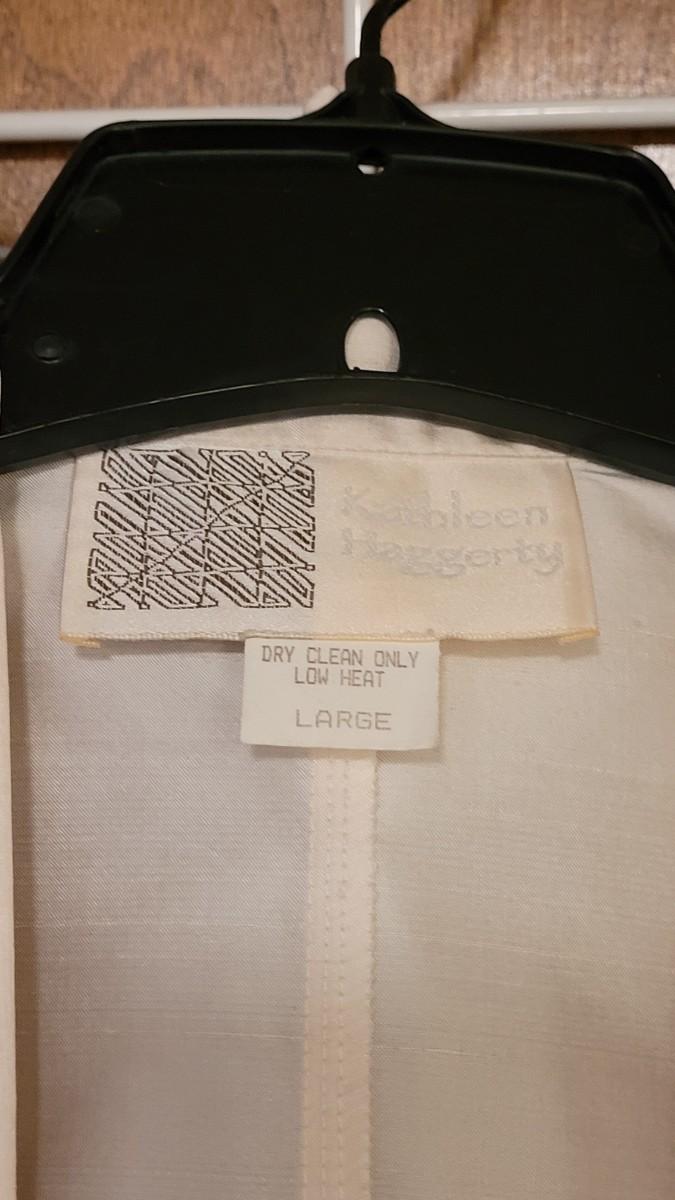 Kathleen
Haggerty
DRY CLEAN ONLY
LOW HEAT
LARGE